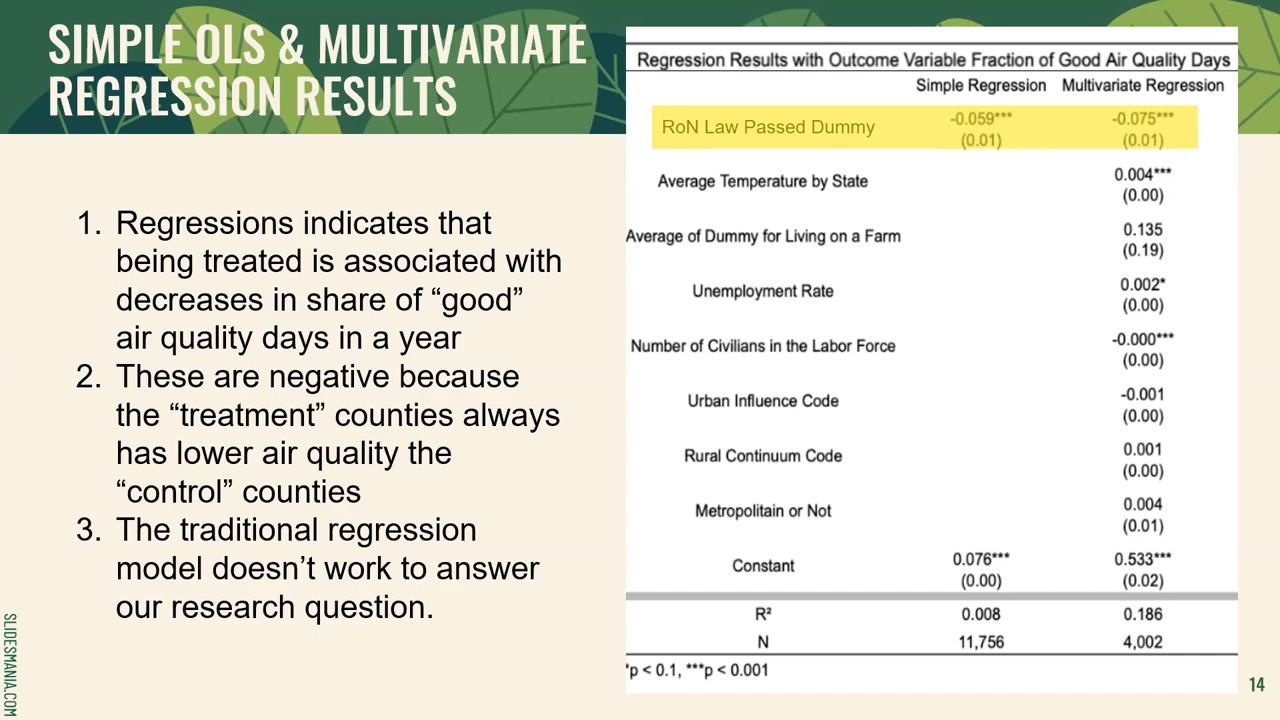 SIMPLE OLS & MULTIVARIATE
REGRESSION RESULTS
1. Regressions indicates that
being treated is associated with
decreases in share of “good”
air quality days in a year
2. These are negative because
the “treatment” counties always
has lower air quality the
“control” counties
3. The traditional regression
model doesn’t work to answer
our research question.
Regression Results with Outcome Variable Fraction of Good Air Quality Days
Simple Regression Multivariate Regression
RoN Law Passed Dummy -0.059*** -0.075***
(0.01) (0.01)
Average Temperature by State 0.004***
(0.00)
Average of Dummy for Living on a Farm 0.135
(0.19)
Unemployment Rate 0.002*
(0.00)
Number of Civilians in the Labor Force -0.000***
(0.00)
Urban Influence Code -0.001
(0.00)
Rural Continuum Code 0.001
(0.00)
Metropolitain or Not 0.004
(0.01)
Constant 0.076*** 0.533***
(0.00) (0.02)
R² 0.008 0.186
N 11,756 4,002
*p < 0.1, ***p < 0.001
SLIDESMANIA.COM
14